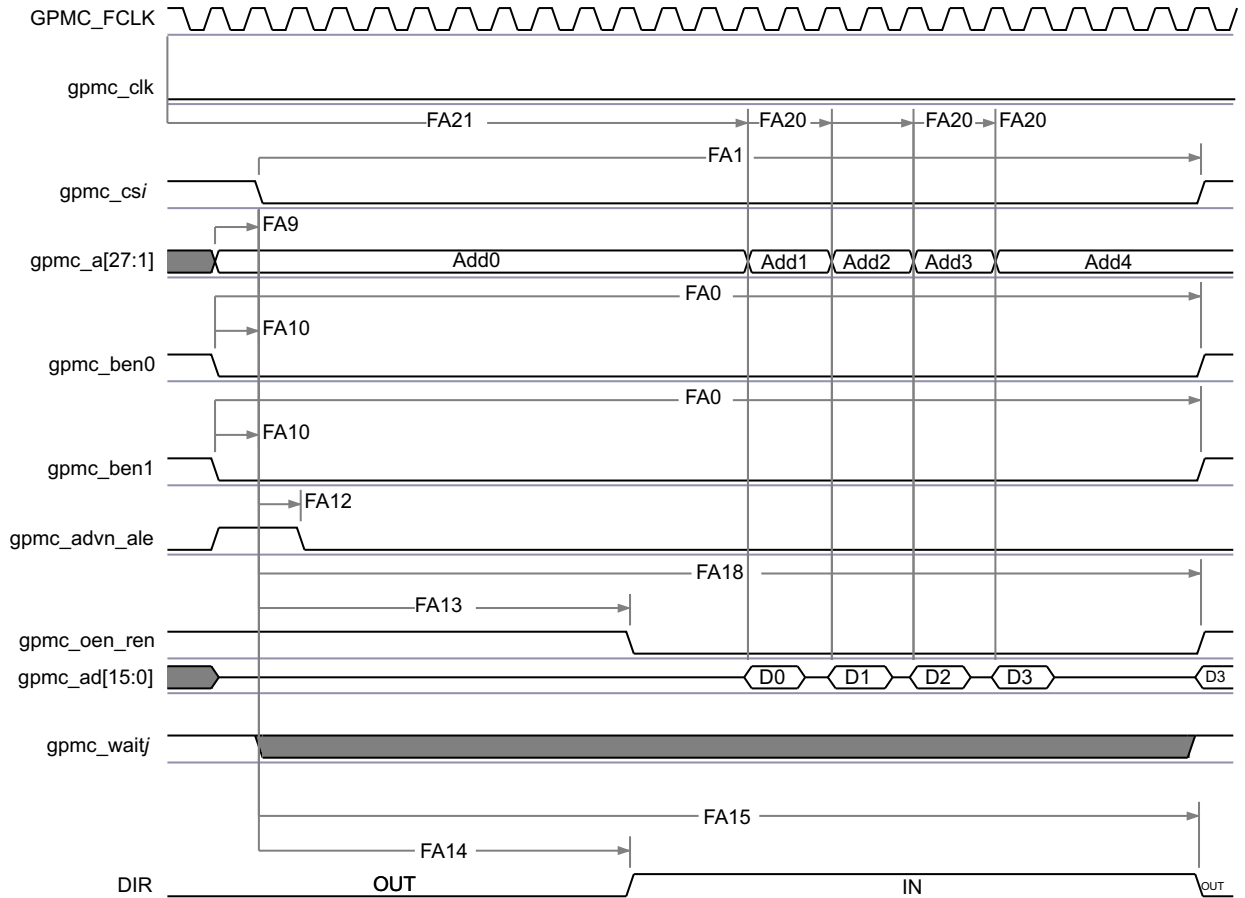 GPMC_FCLK
gpmc_clk
FA21 FA20 FA20 FA20
FA1
gpmc_csi
FA9
gpmc_a[27:1] Add0 Add1 Add2 Add3 Add4
FA0
FA10
gpmc_ben0
FA0
FA10
gpmc_ben1
FA12
gpmc_advn_ale
FA18
FA13
gpmc_oen_ren
gpmc_ad[15:0] D0 D1 D2 D3 D3
gpmc_waitj
FA15
FA14
DIR OUT IN OUT